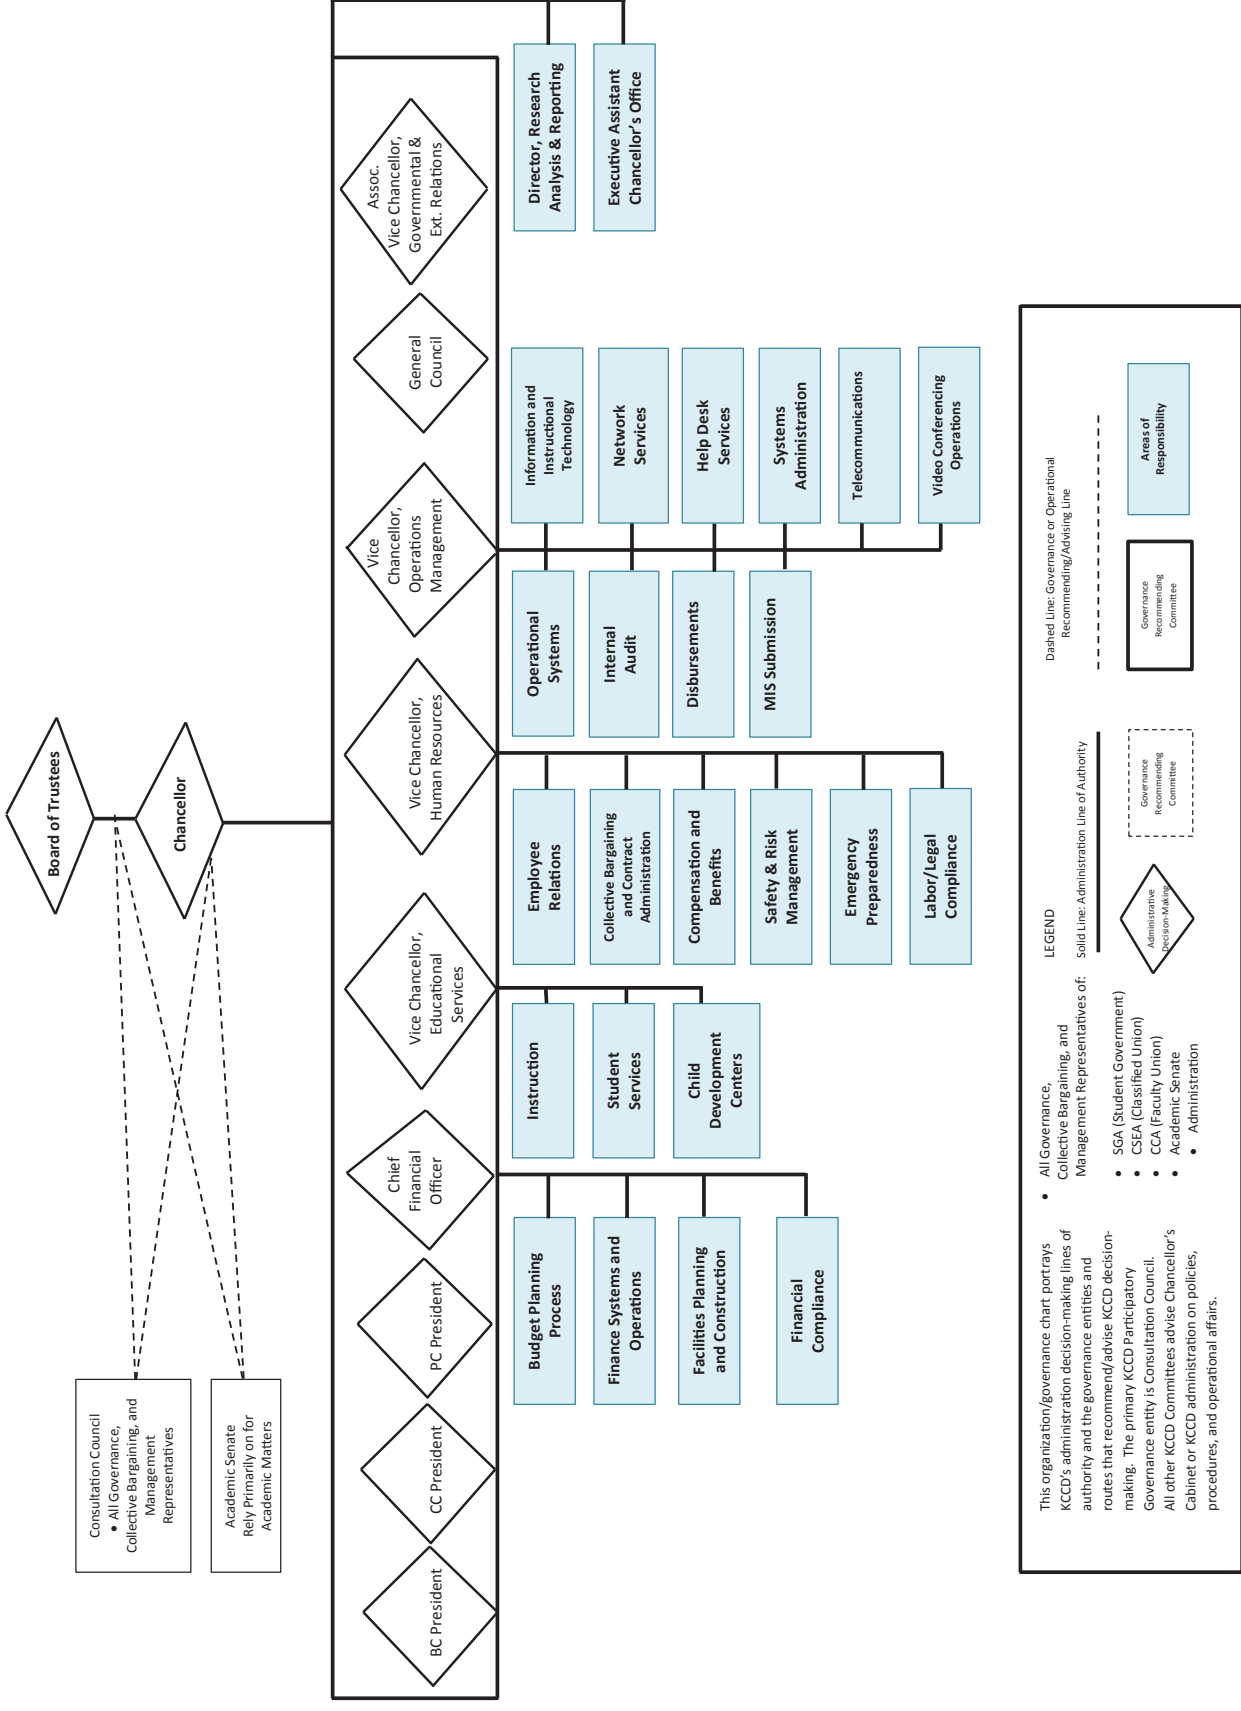 Board of Trustees
Chancellor
Consultation Council
• All Governance,
Collective Bargaining, and
Management
Representatives
Academic Senate
Rely Primarily on for
Academic Matters
BC President
CC President
PC President
Chief
Financial
Officer
Vice Chancellor,
Educational
Services
Vice Chancellor,
Human Resources
Vice
Chancellor,
Operations
Management
General
Council
Assoc.
Vice Chancellor,
Governmental &
Ext. Relations
Budget Planning
Process
Finance Systems and
Operations
Facilities Planning
and Construction
Financial
Compliance
Instruction
Student
Services
Child
Development
Centers
Employee
Relations
Collective Bargaining
and Contract
Administration
Compensation and
Benefits
Safety & Risk
Management
Emergency
Preparedness
Labor/Legal
Compliance
Operational
Systems
Internal
Audit
Disbursements
MIS Submission
Information and
Instructional
Technology
Network
Services
Help Desk
Services
Systems
Administration
Telecommunications
Video Conferencing
Operations
Director, Research
Analysis & Reporting
Executive Assistant
Chancellor's Office
This organization/governance chart portrays
KCCD's administration decision-making lines of
authority and the governance entities and
routes that recommend/advise KCCD decision-
making. The primary KCCD Participatory
Governance entity is Consultation Council.
All other KCCD Committees advise Chancellor's
Cabinet or KCCD administration on policies,
procedures, and operational affairs.
• All Governance,
Collective Bargaining, and
Management Representatives of:
• SGA (Student Government)
• CSEA (Classified Union)
• CCA (Faculty Union)
• Academic Senate
• Administration
LEGEND
Solid Line: Administration Line of Authority
Dashed Line: Governance or Operational
Recommending/Advising Line
Administrative
Decision-Making
Governance
Recommending
Committee
Governance
Recommending
Committee
Areas of
Responsibility